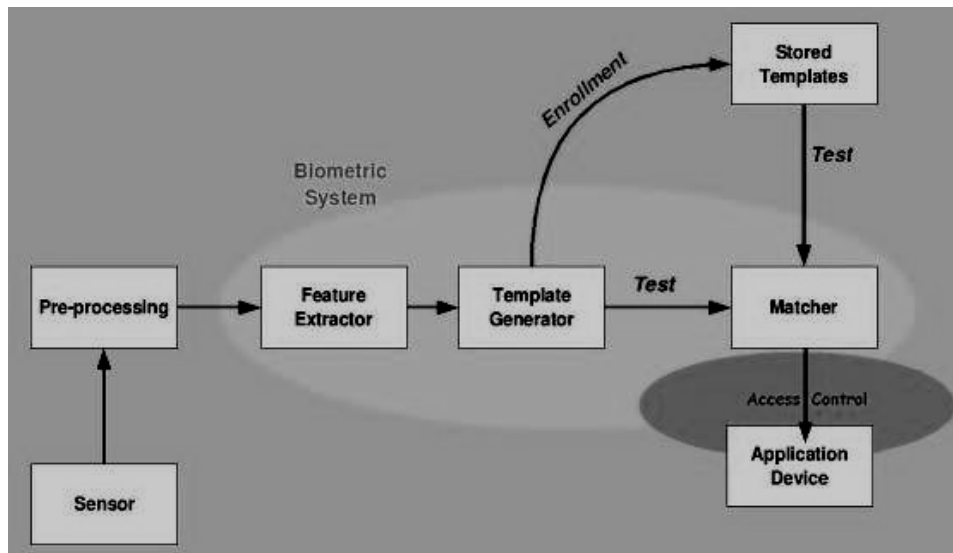 Stored
Templates
Enrollment
Test
Biometric
System
Pre-processing
Feature
Extractor
Template
Generator
Test
Matcher
Access Control
Application
Device
Sensor